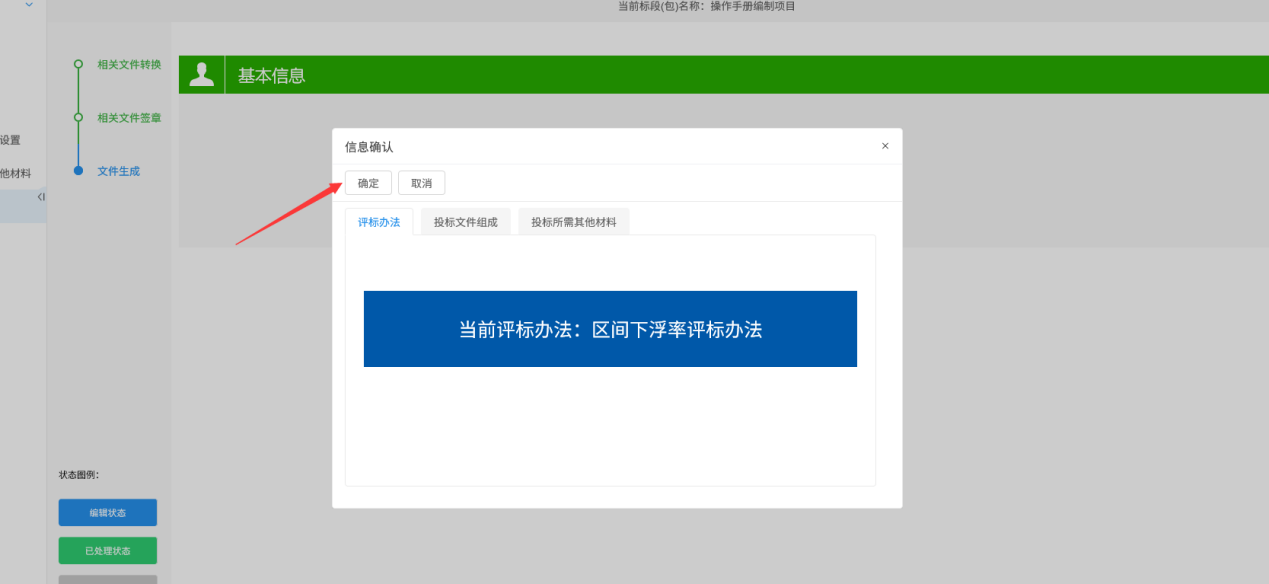 当前标段(包)名称：操作手册编制项目
设置
他材料
相关文件转换
相关文件签章
文件生成
基本信息
信息确认
×
确定 取消
评标办法 投标文件组成 投标所需其他材料
当前评标办法：区间下浮率评标办法
状态图例：
编辑状态
已处理状态